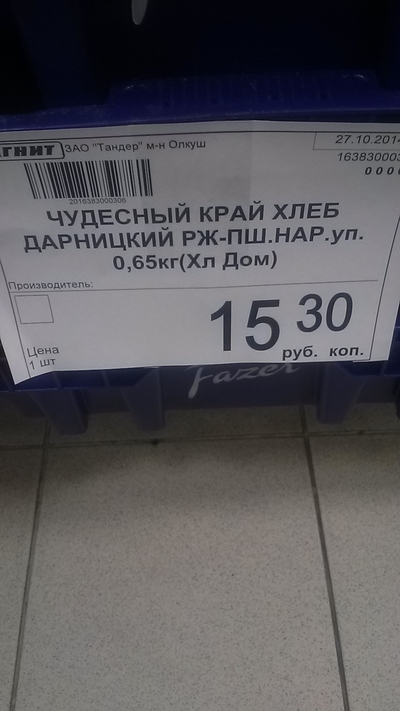 АГНИТ ЗАО "Тандер" м-н Олкуш
27.10.2014
163830003
0000
2016383000306
ЧУДЕСНЫЙ КРАЙ ХЛЕБ
ДАРНИЦКИЙ РЖ-ПШ.НАР.уп.
0,65кг(Хл Дом)
Производитель:
15 30
Цена
1 шт
руб. коп.
Fazer